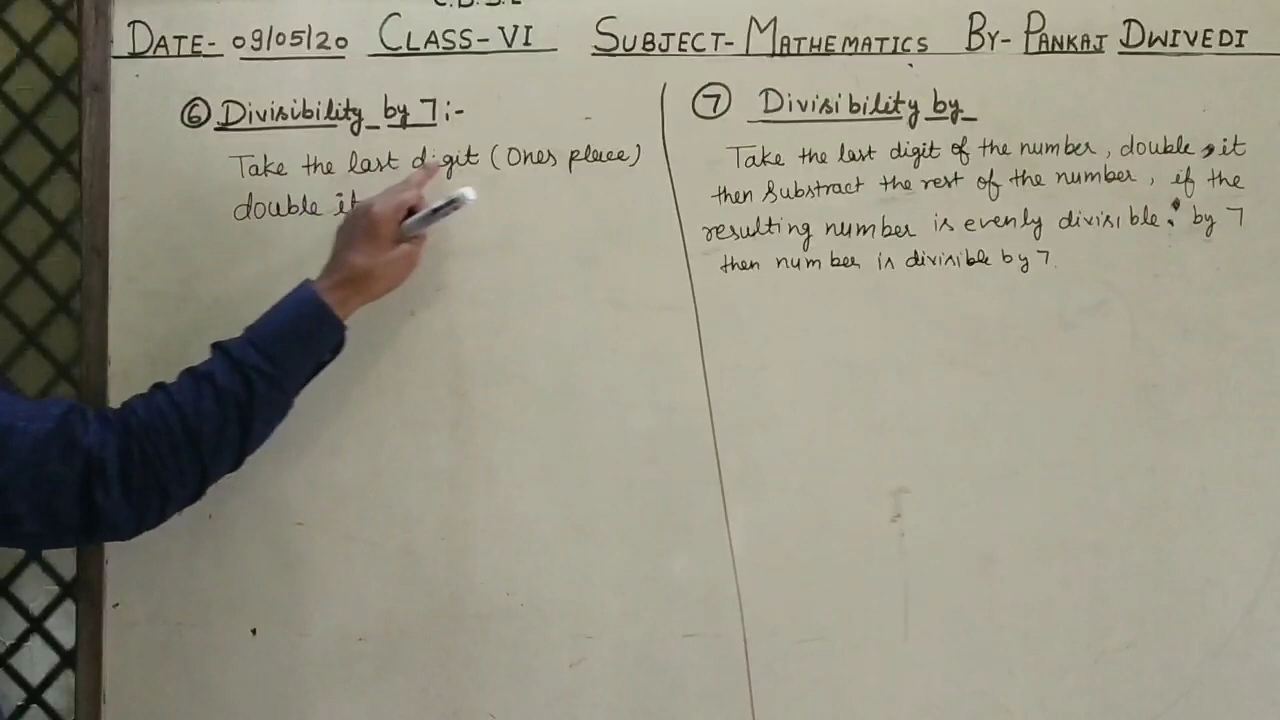 C.B.S.E
DATE- 09/05/20 CLASS-VI SUBJECT- MATHEMATICS BY- PANKAJ DWIVEDI
⑥ Divisibility by 7:-
Take the last digit (Ones place)
double it
⑦ Divisibility by
Take the last digit of the number, double, it
then Substract the rest of the number, if the
resulting number is evenly divisible. by 7
then number is divisible by 7.